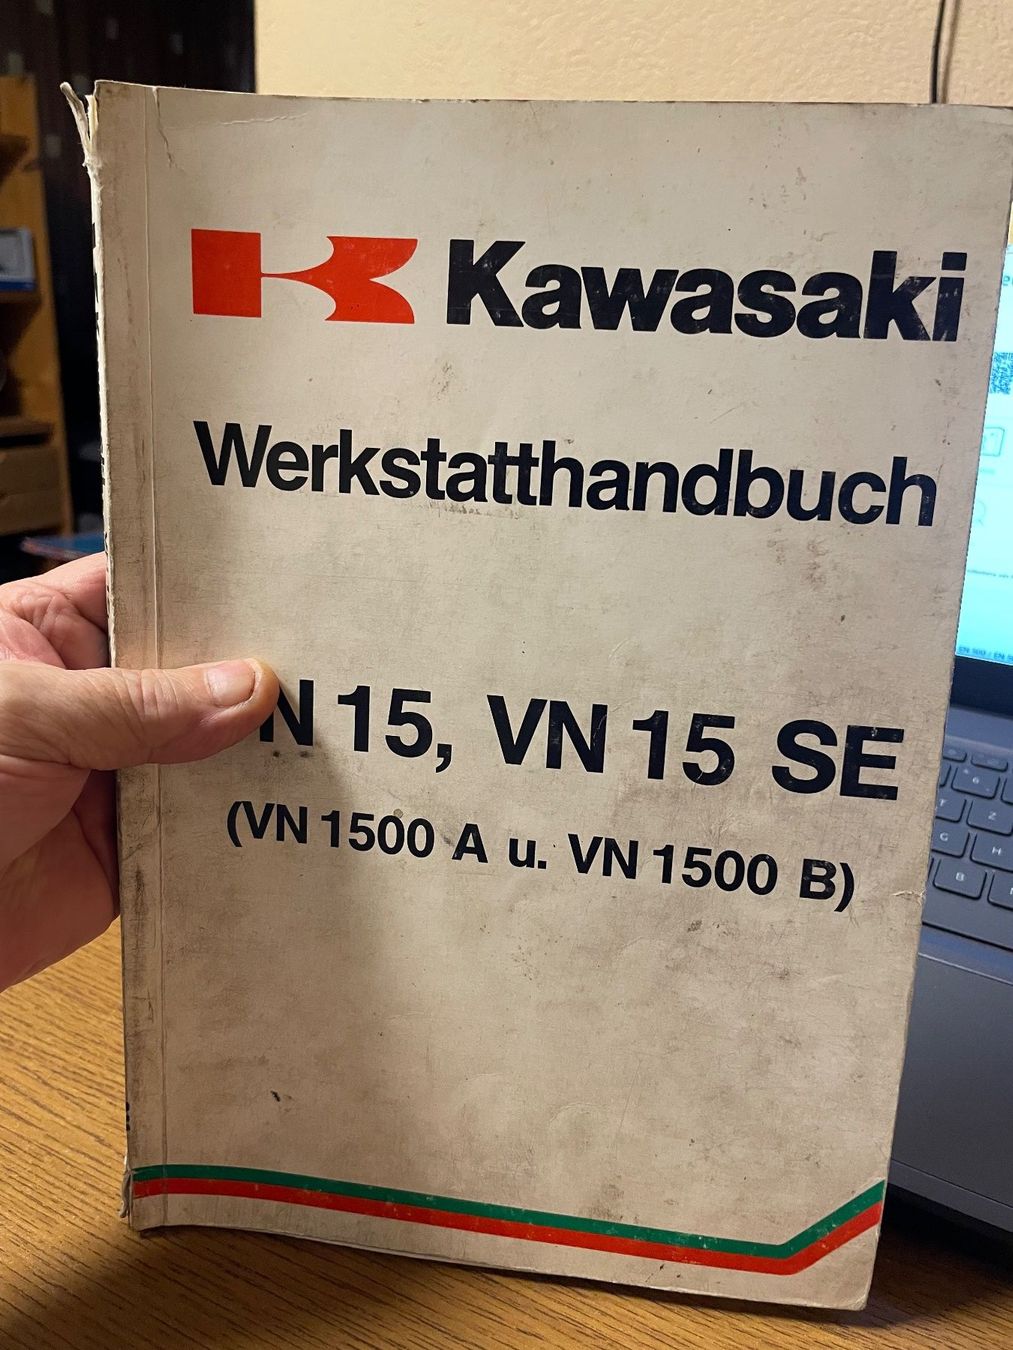 Kawasaki
Werkstatthandbuch
N 15, VN 15 SE
(VN 1500 A u. VN 1500 B)